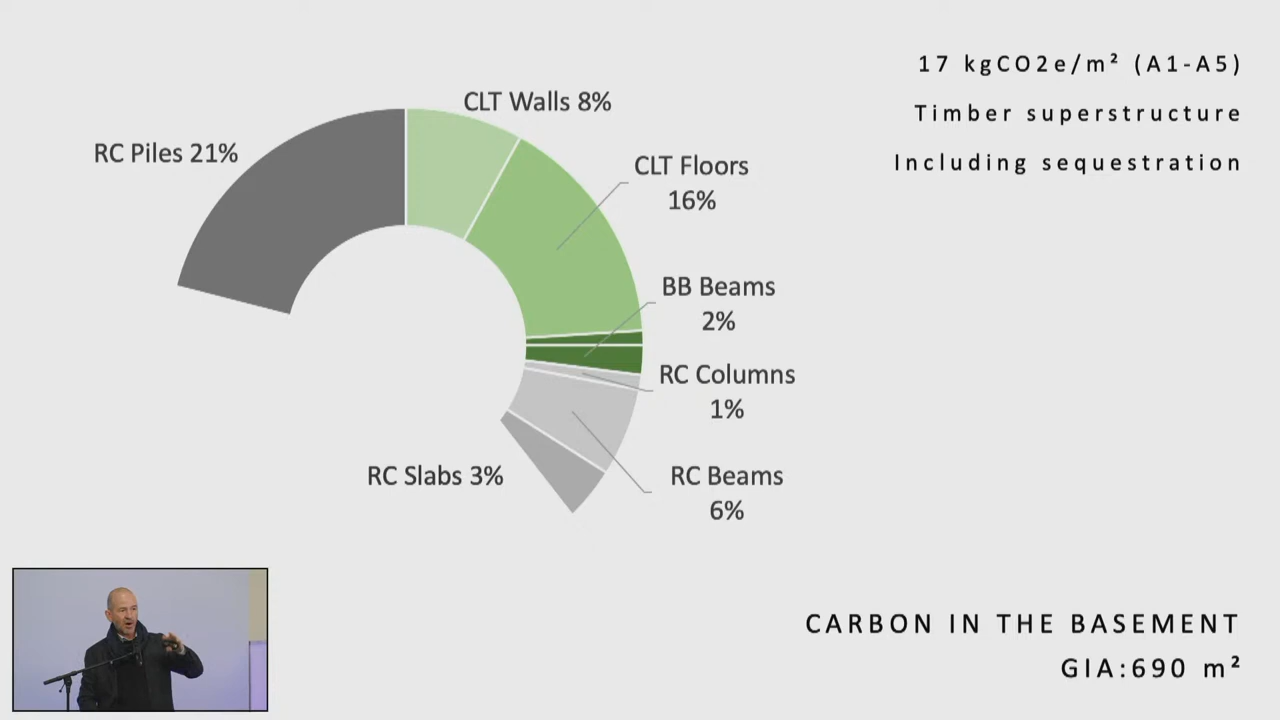 17 kgCO2e/m² (A1-A5)
Timber superstructure
Including sequestration
CLT Walls 8%
RC Piles 21%
CLT Floors
16%
BB Beams
2%
RC Columns
1%
RC Slabs 3%
RC Beams
6%
CARBON IN THE BASEMENT
GIA:690 m²